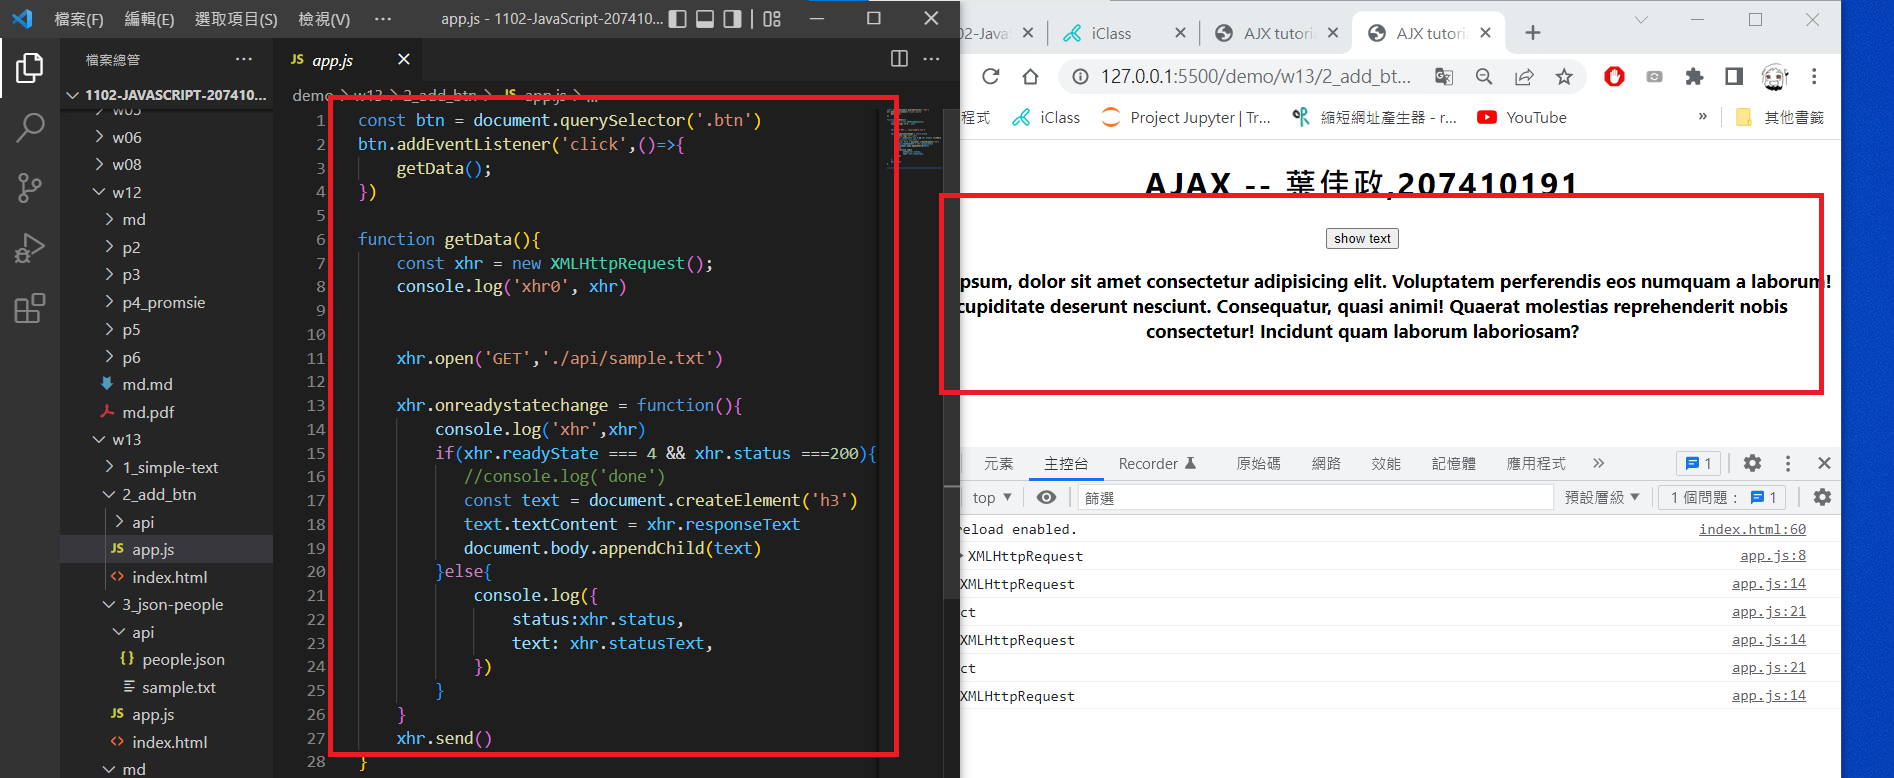 檔案(F) 編輯(E) 選取項目(S) 檢視(V) ··· app.js - 1102-JavaScript-207410...
檔案總管 ···
1102-JAVASCRIPT-207410...
w05
w06
w08
w12
md
p2
p3
p4_promsie
p5
p6
md.md
md.pdf
w13
1_simple-text
2_add_btn
api
JS app.js
<> index.html
3_json-people
api
{} people.json
sample.txt
JS app.js
<> index.html
md
JS app.js
demo > w13 > 2_add_btn > JS app.js > ...
1 const btn = document.querySelector('.btn')
2 btn.addEventListener('click',()=>{
3 getData();
4 })
5
6 function getData(){
7 const xhr = new XMLHttpRequest();
8 console.log('xhr0', xhr)
9
10
11 xhr.open('GET','./api/sample.txt')
12
13 xhr.onreadystatechange = function(){
14 console.log('xhr',xhr)
15 if(xhr.readyState === 4 && xhr.status ===200){
16 //console.log('done')
17 const text = document.createElement('h3')
18 text.textContent = xhr.responseText
19 document.body.appendChild(text)
20 }else{
21 console.log({
22 status:xhr.status,
23 text: xhr.statusText,
24 })
25 }
26 }
27 xhr.send()
28 }
02-JavaS iClass AJX tutoria AJX tutoria
127.0.0.1:5500/demo/w13/2_add_bt...
程式 iClass Project Jupyter | Tr... 縮短網址產生器 - r... YouTube » 其他書籤
AJAX -- 葉佳政,207410191
show text
psum, dolor sit amet consectetur adipisicing elit. Voluptatem perferendis eos numquam a laborum!
cupiditate deserunt nesciunt. Consequatur, quasi animi! Quaerat molestias reprehenderit nobis
consectetur! Incidunt quam laborum laboriosam?
元素 主控台 Recorder 原始碼 網路 效能 記憶體 應用程式 » 1
top 篩選 預設層級 1 個問題： 1
reload enabled. index.html:60
XMLHttpRequest app.js:8
XMLHttpRequest app.js:14
ct app.js:21
XMLHttpRequest app.js:14
ct app.js:21
XMLHttpRequest app.js:14